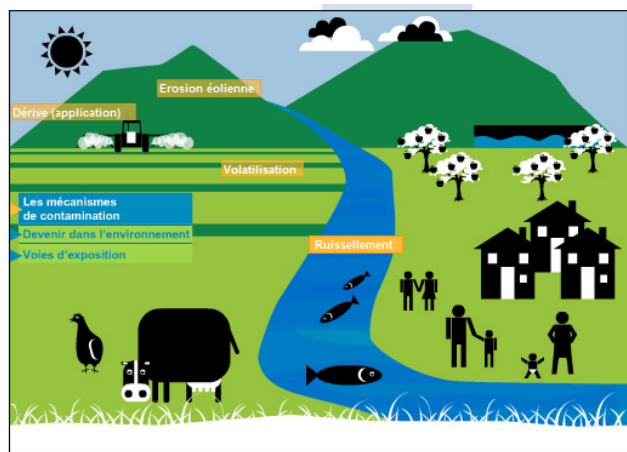 Erosion éolienne
Dérive (application)
Volatilisation
Les mécanismes
de contamination
Devenir dans l'environnement
Voies d'exposition
Ruissellement